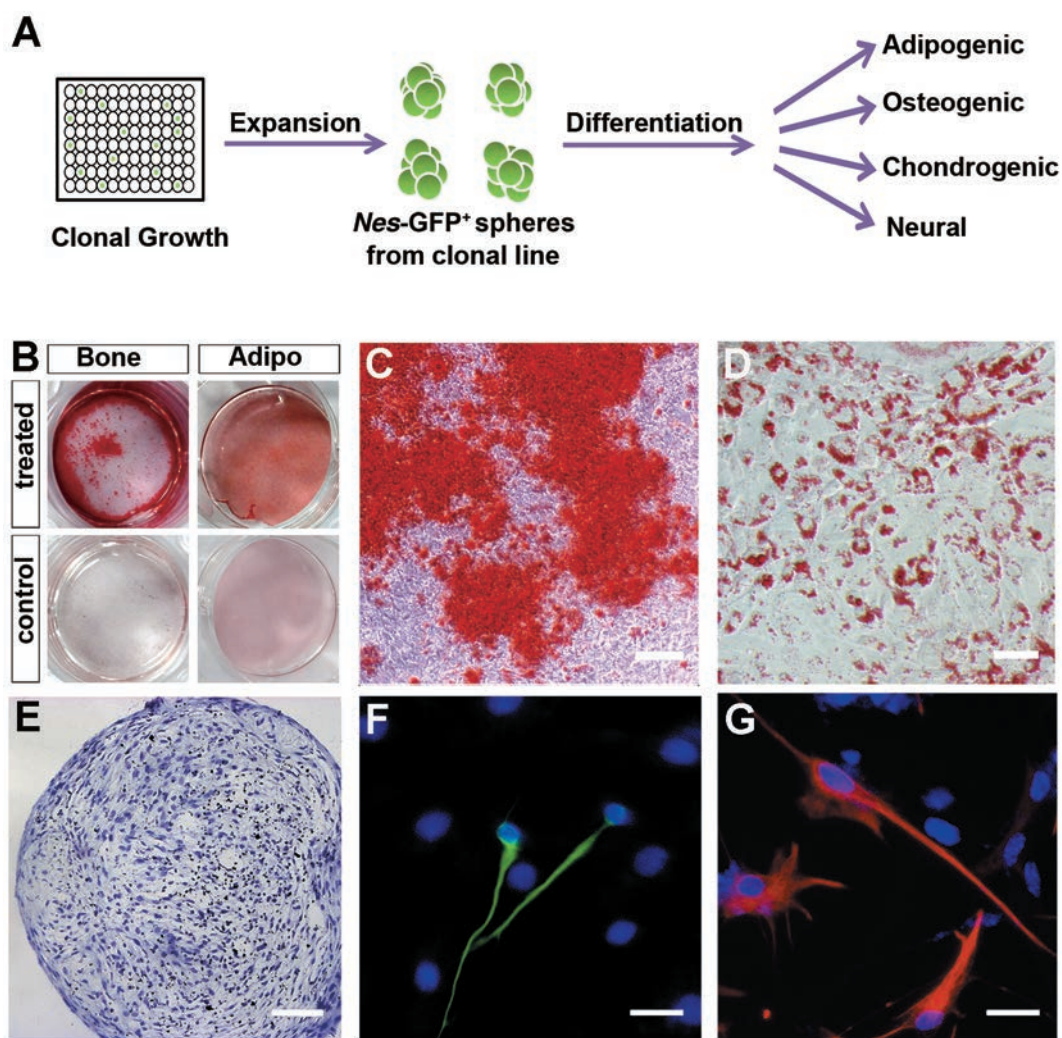 A
Clonal Growth
Expansion
Nes-GFP⁺ spheres
from clonal line
Differentiation
Adipogenic
Osteogenic
Chondrogenic
Neural
B
Bone
Adipo
treated
control
C
D
E
F
G